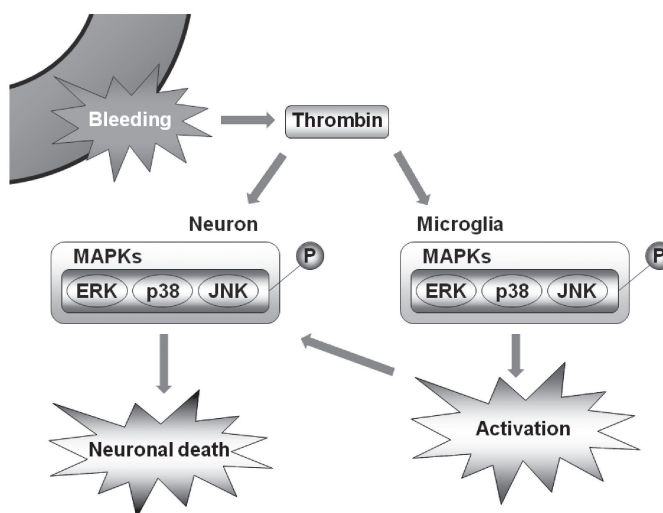 Bleeding
Thrombin
Neuron
Microglia
MAPKs
P
ERK p38 JNK
MAPKs
P
ERK p38 JNK
Neuronal death
Activation